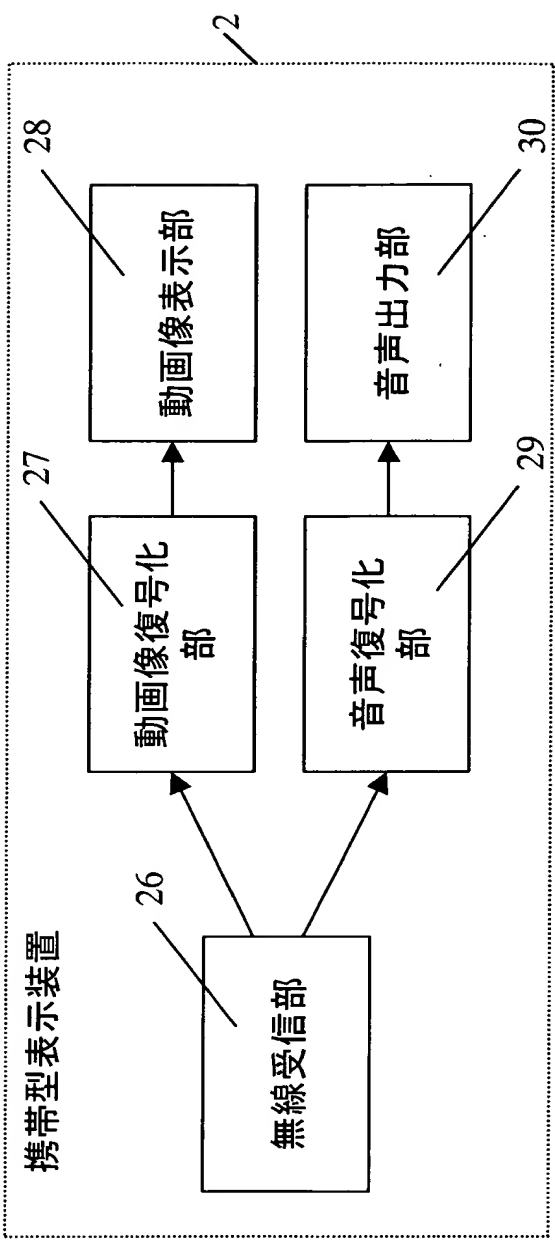 携帯型表示装置
2
26
無線受信部
27
動画像復号化
部
28
動画像表示部
29
音声復号化
部
30
音声出力部